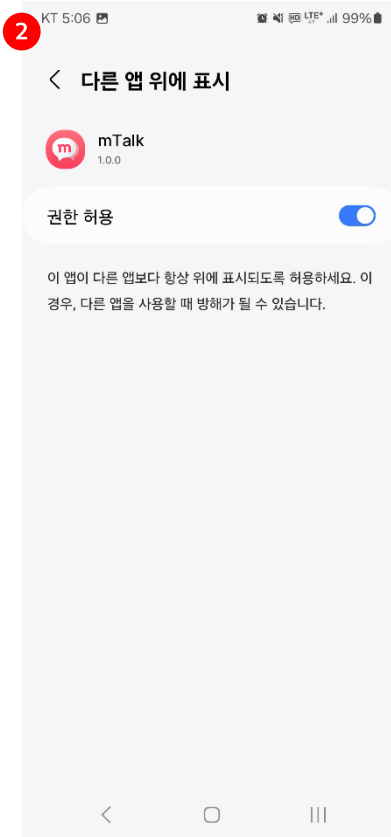 2
KT 5:06 LTE+ 99%
다른 앱 위에 표시
m
mTalk
1.0.0
권한 허용
이 앱이 다른 앱보다 항상 위에 표시되도록 허용하세요. 이
경우, 다른 앱을 사용할 때 방해가 될 수 있습니다.